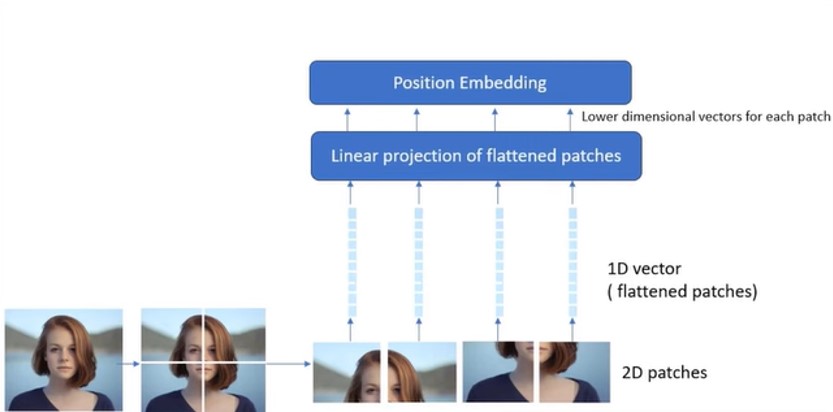 Position Embedding
Lower dimensional vectors for each patch
Linear projection of flattened patches
1D vector
( flattened patches)
2D patches